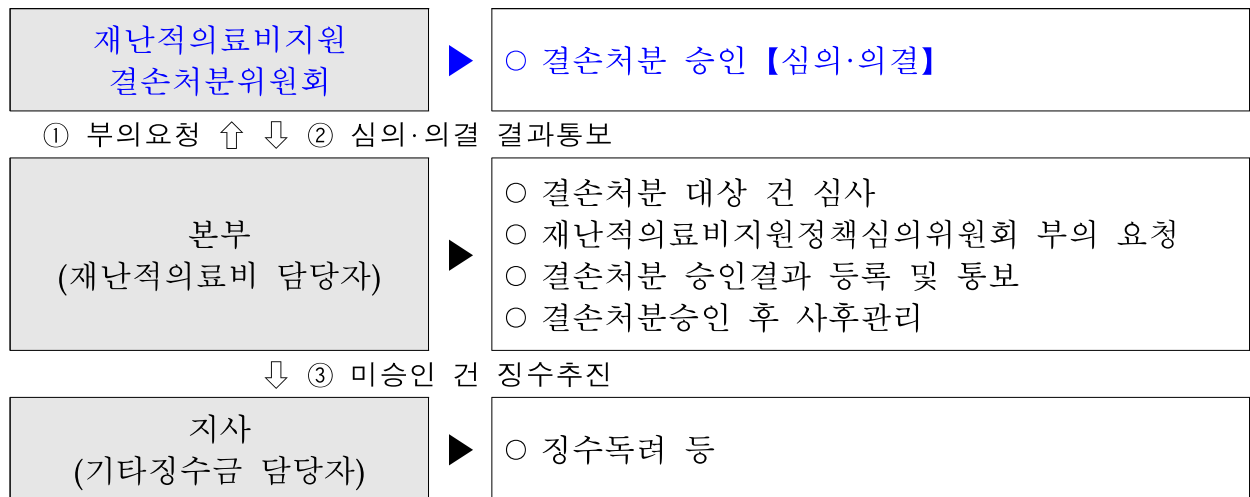 재난적의료비지원
결손처분위원회
▶
○ 결손처분 승인【심의·의결】
① 부의요청 ⇧ ⇩ ② 심의·의결 결과통보
본부
(재난적의료비 담당자)
▶
○ 결손처분 대상 건 심사
○ 재난적의료비지원정책심의위원회 부의 요청
○ 결손처분 승인결과 등록 및 통보
○ 결손처분승인 후 사후관리
⇩ ③ 미승인 건 징수추진
지사
(기타징수금 담당자)
▶
○ 징수독려 등